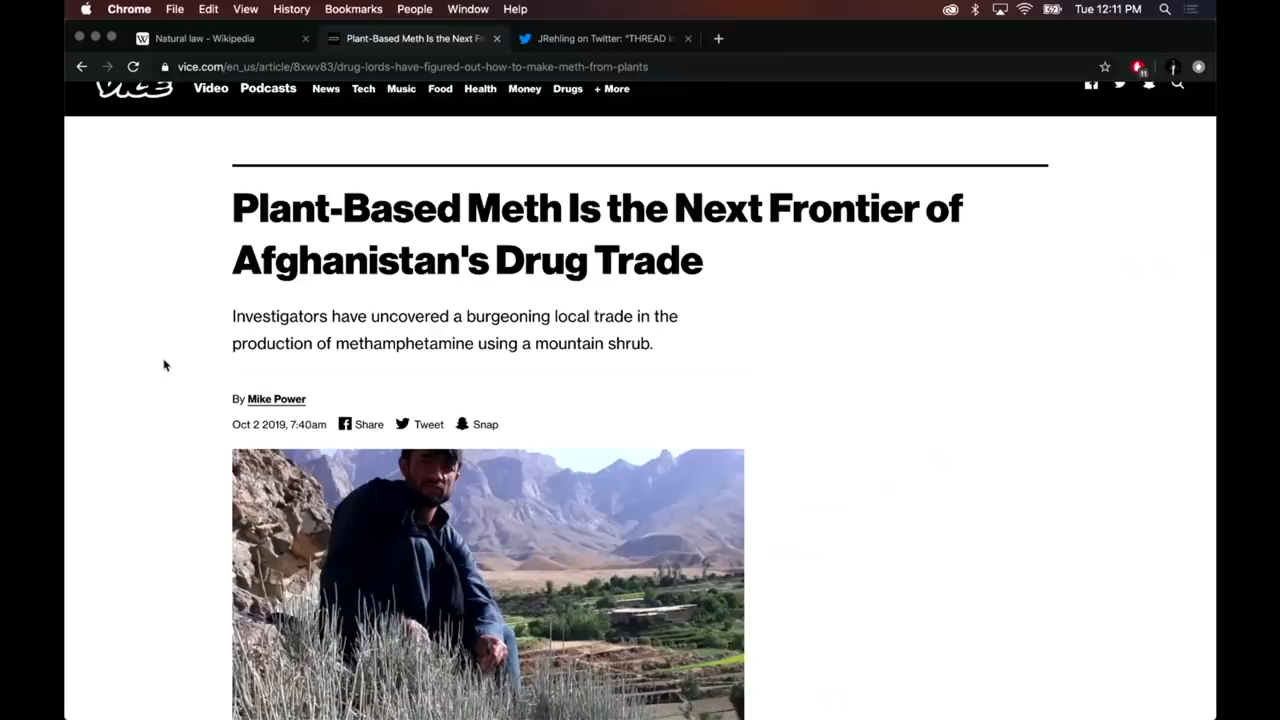 Chrome File Edit View History Bookmarks People Window Help Tue 12:11 PM
W Natural law - Wikipedia × Plant-Based Meth Is the Next Fr × JRehling on Twitter: "THREAD × +
vice.com/en_us/article/8xwv83/drug-lords-have-figured-out-how-to-make-meth-from-plants 11
VICE Video Podcasts News Tech Music Food Health Money Drugs + More
Plant-Based Meth Is the Next Frontier of
Afghanistan's Drug Trade
Investigators have uncovered a burgeoning local trade in the
production of methamphetamine using a mountain shrub.
By Mike Power
Oct 2 2019, 7:40am Share Tweet Snap